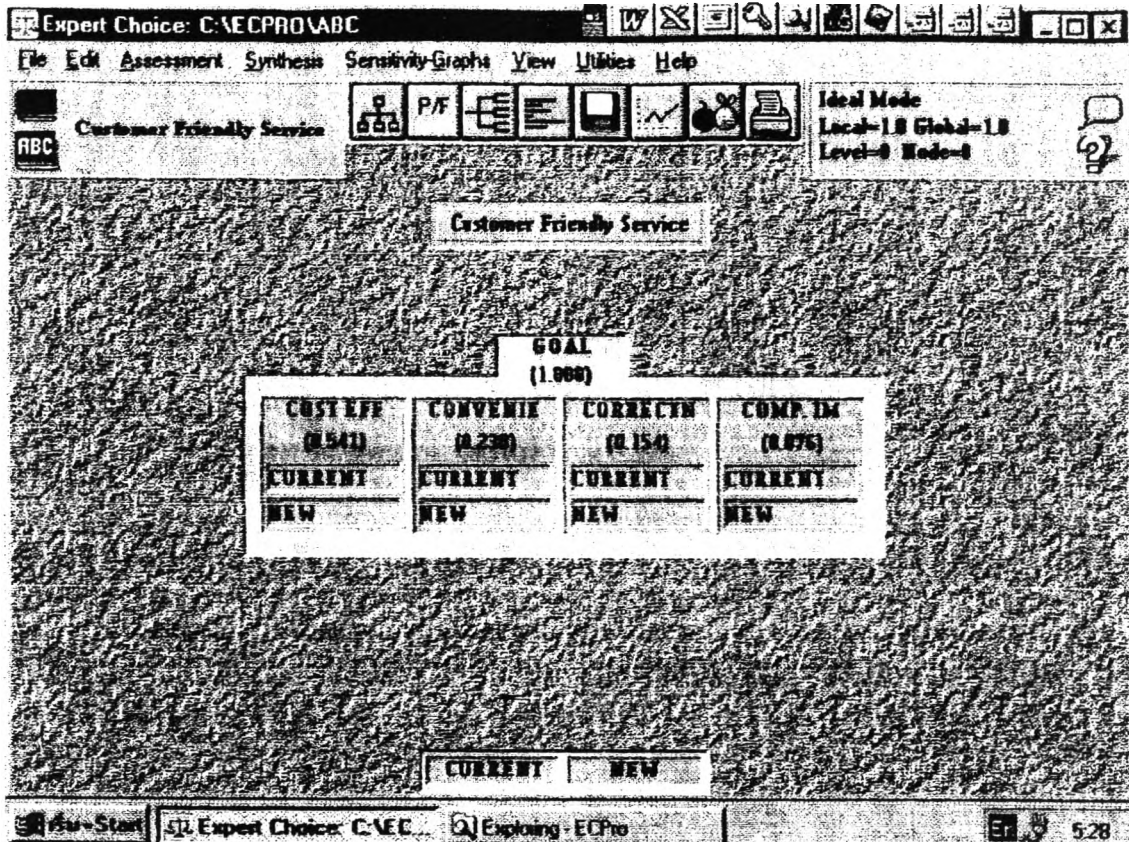 Expert Choice: C:\ECPRO\ABC
File Edit Assessment Synthesis Sensitivity-Graphs View Utilities Help
ABC
Customer Friendly Service
P/F
Ideal Mode
Local=1.0 Global=1.0
Level=0 Node=0
Customer Friendly Service
GOAL
(1.000)
COST EFF CONVENIE CORRECTN COMP. IM
(0.541) (0.230) (0.154) (0.076)
CURRENT CURRENT CURRENT CURRENT
NEW NEW NEW NEW
CURRENT NEW
Expert Choice: C:\EC... Exploring - ECPro
En 5:28